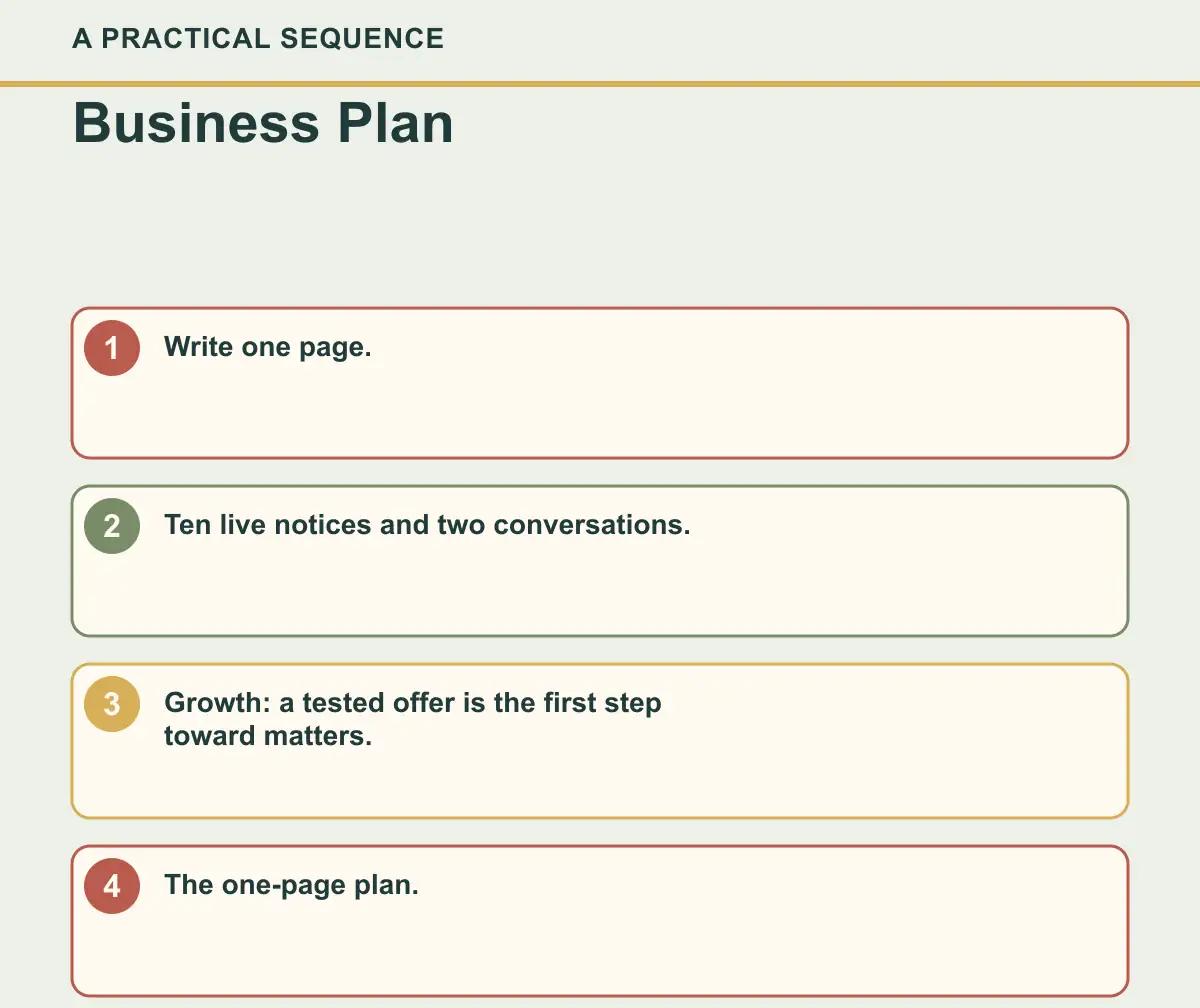 A PRACTICAL SEQUENCE
Business Plan
1
Write one page.
2
Ten live notices and two conversations.
3
Growth: a tested offer is the first step
toward matters.
4
The one-page plan.